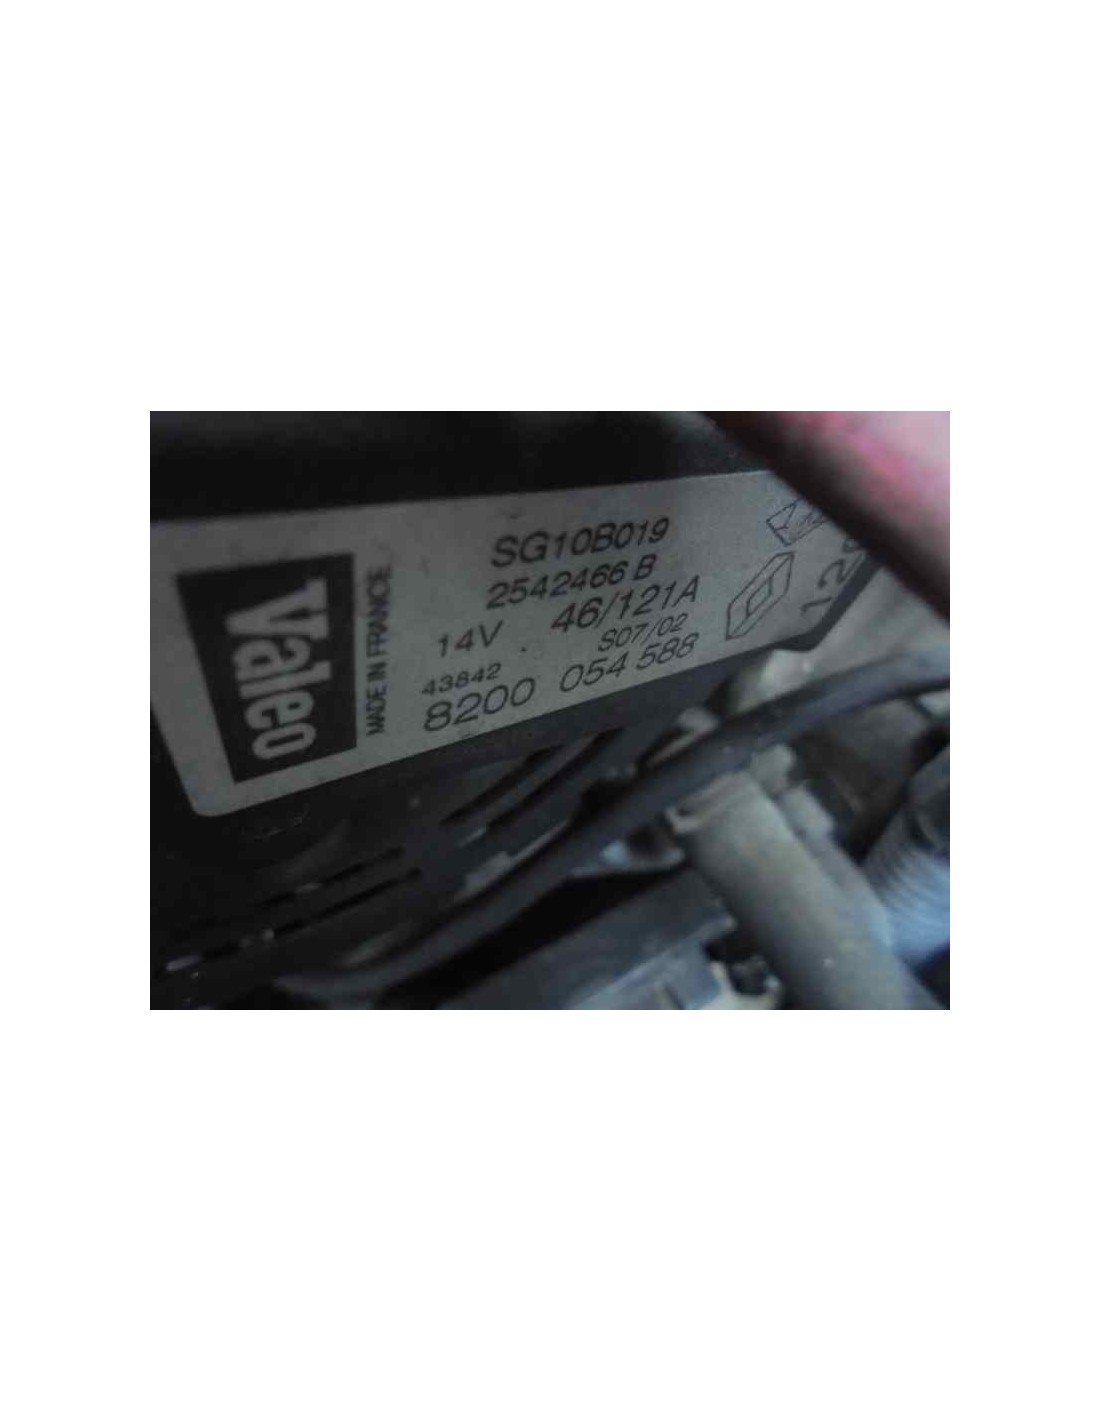 Valeo
MADE IN FRANCE
SG10B019
2542466 B
14V 46/121A
43842 S07/02
8200 054 588